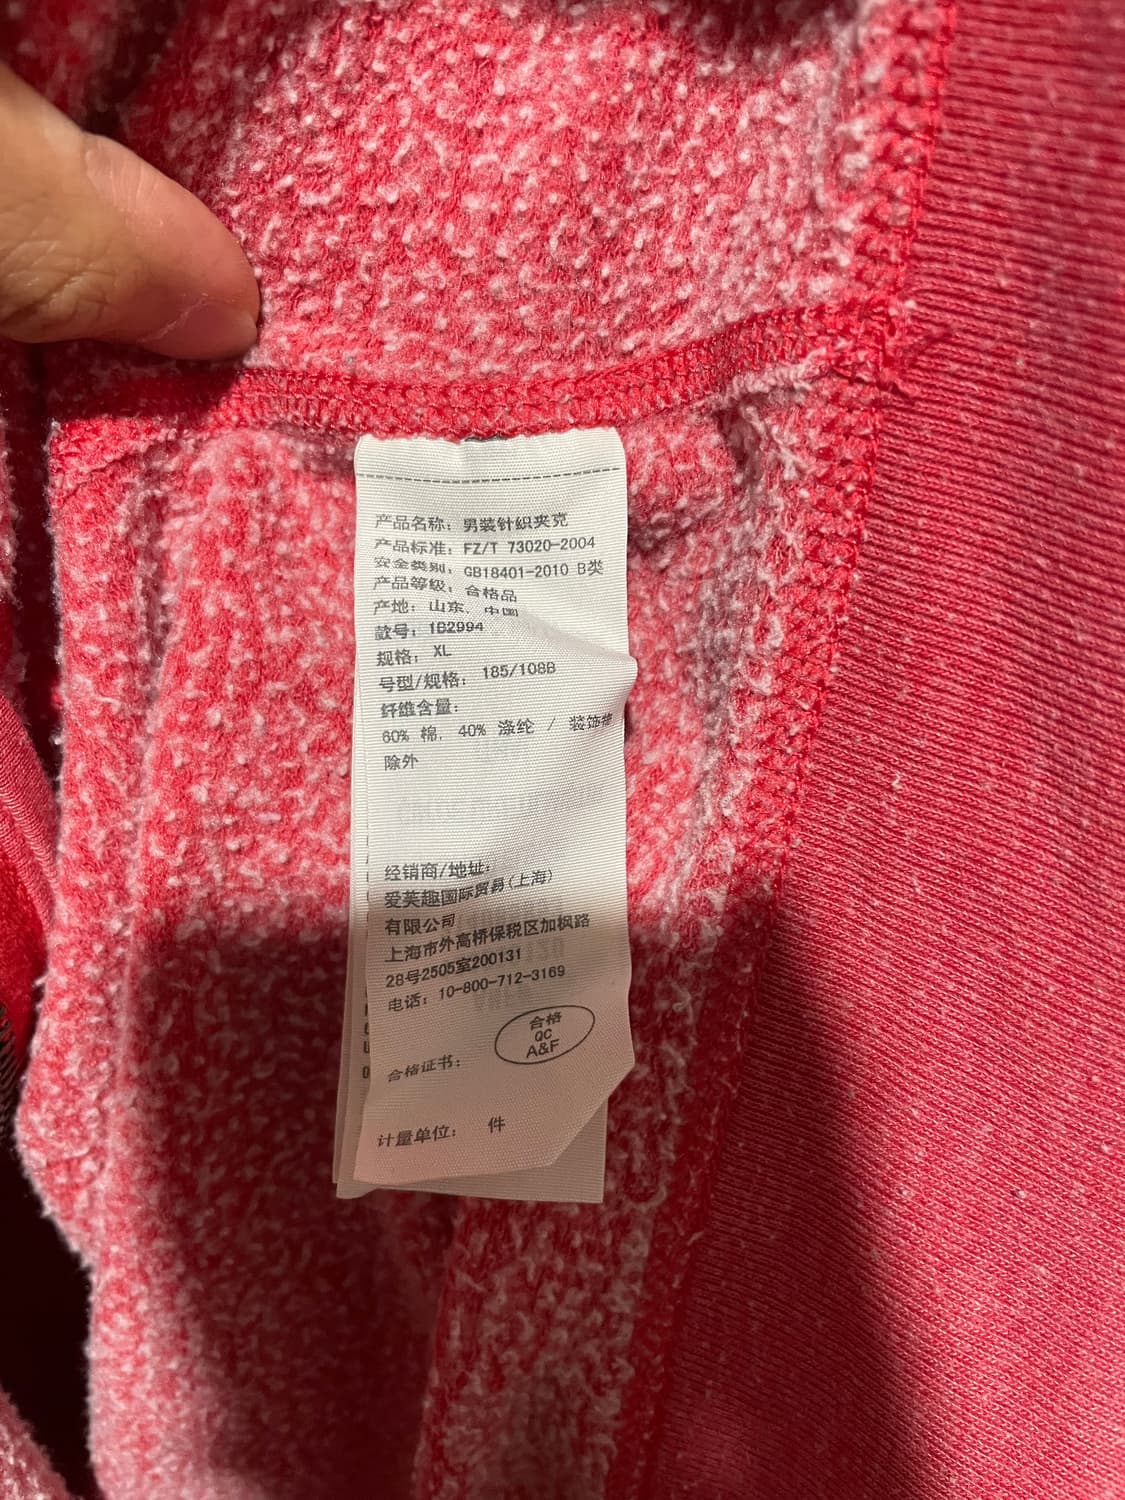 产品名称：男装针织夹克
产品标准：FZ/T 73020-2004
安全类别：GB18401-2010 B类
产品等级：合格品
产地：山东，中国
款号：1B2994
规格：XL
号型/规格：185/108B
纤维含量：
60% 棉，40% 涤纶 / 装饰物
除外
经销商/地址：
爱芙趣国际贸易(上海)
有限公司
上海市外高桥保税区加枫路
28号2505室200131
电话：10-800-712-3169
合格
QC
A&F
合格证书：
计量单位： 件